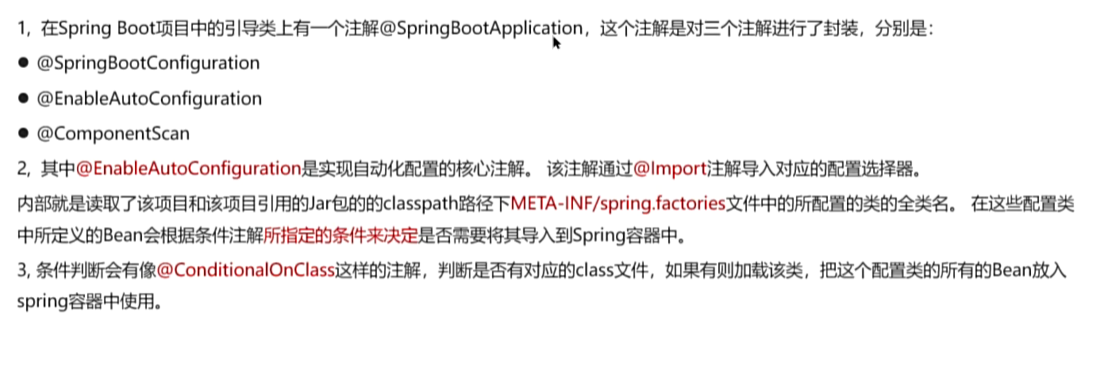 1, 在Spring Boot项目中的引导类上有一个注解@SpringBootApplication, 这个注解是对三个注解进行了封装, 分别是:
● @SpringBootConfiguration
● @EnableAutoConfiguration
● @ComponentScan
2, 其中@EnableAutoConfiguration是实现自动化配置的核心注解。 该注解通过@Import注解导入对应的配置选择器。
内部就是读取了该项目和该项目引用的Jar包的的classpath路径下META-INF/spring.factories文件中的所配置的类的全类名。 在这些配置类
中所定义的Bean会根据条件注解所指定的条件来决定是否需要将其导入到Spring容器中。
3, 条件判断会有像@ConditionalOnClass这样的注解, 判断是否有对应的class文件, 如果有则加载该类, 把这个配置类的所有的Bean放入
spring容器中使用。